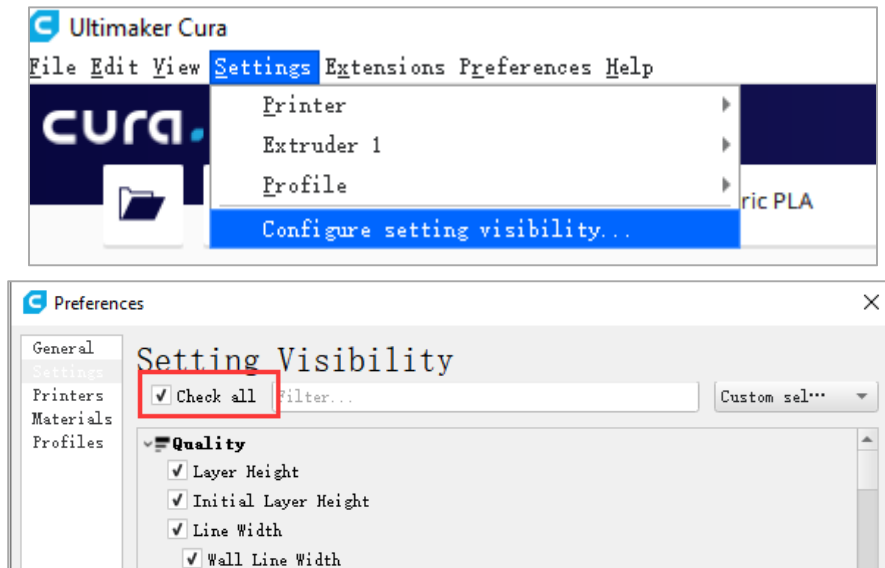 Ultimaker Cura
File Edit View Settings Extensions Preferences Help
cura.
Printer
Extruder 1
Profile
ric PLA
Configure setting visibility...
Preferences
General
Settings
Printers
Materials
Profiles
Setting Visibility
Check all
Filter...
Custom sel...
Quality
Layer Height
Initial Layer Height
Line Width
Wall Line Width